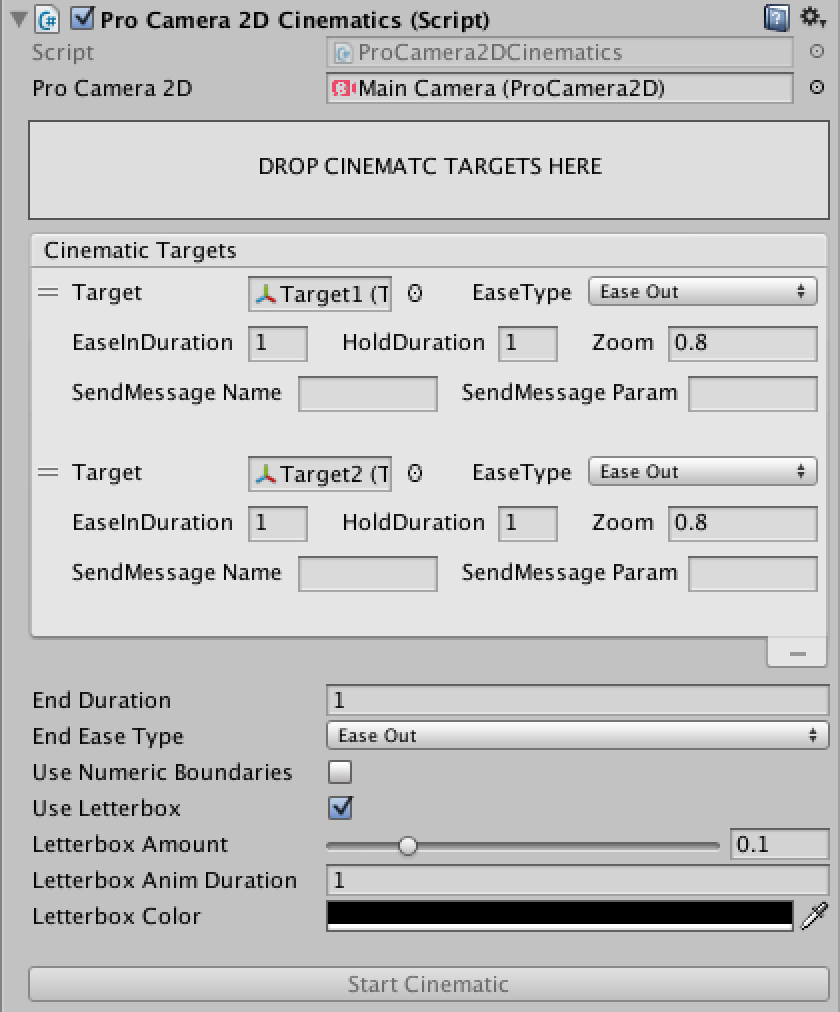 Pro Camera 2D Cinematics (Script)
Script ProCamera2DCinematics
Pro Camera 2D Main Camera (ProCamera2D)
DROP CINEMATC TARGETS HERE
Cinematic Targets
Target Target1 (T EaseType Ease Out
EaseInDuration 1 HoldDuration 1 Zoom 0.8
SendMessage Name SendMessage Param
Target Target2 (T EaseType Ease Out
EaseInDuration 1 HoldDuration 1 Zoom 0.8
SendMessage Name SendMessage Param
End Duration 1
End Ease Type Ease Out
Use Numeric Boundaries
Use Letterbox
Letterbox Amount 0.1
Letterbox Anim Duration 1
Letterbox Color
Start Cinematic